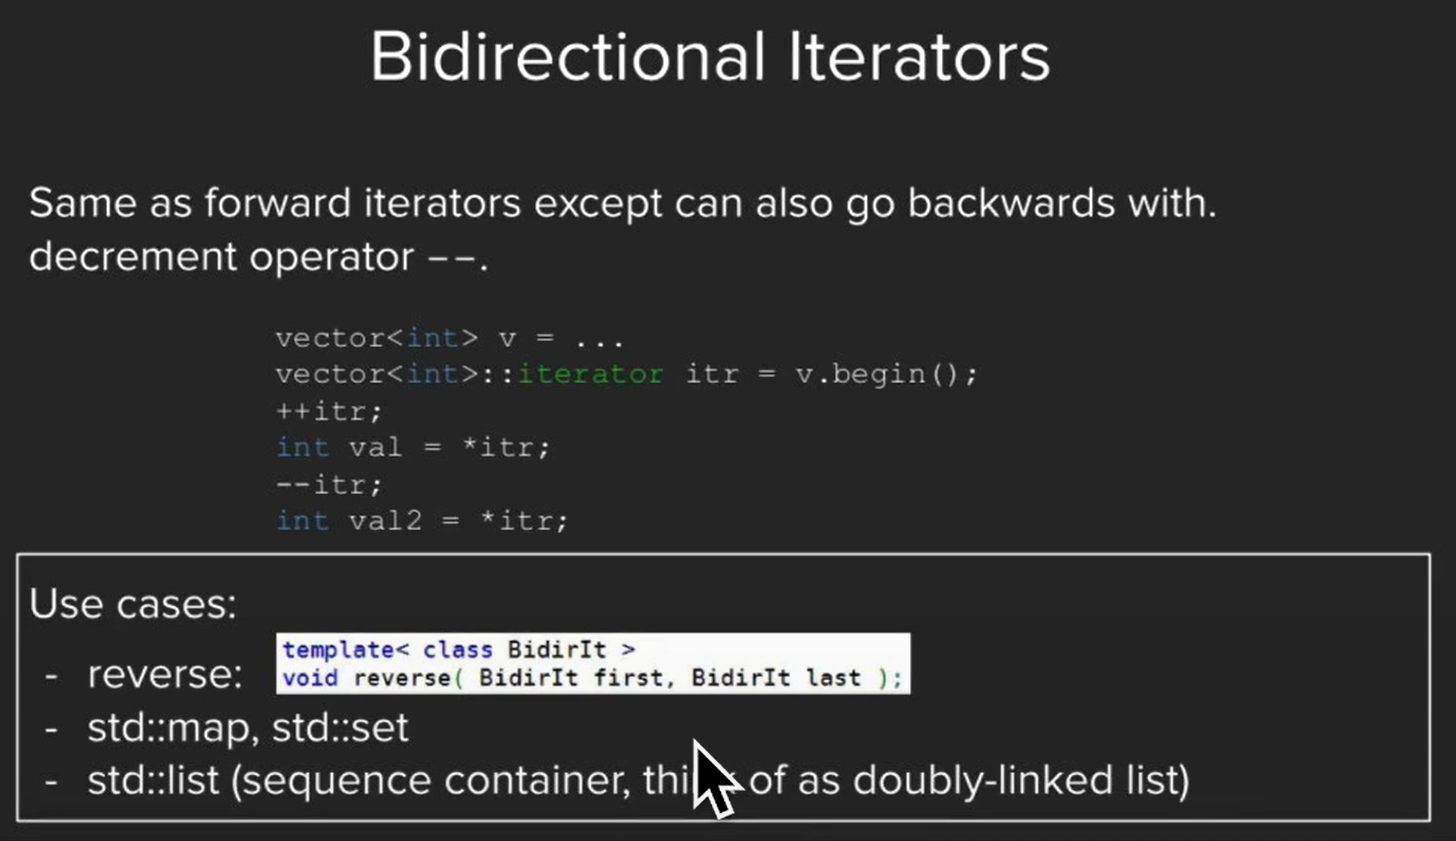 Bidirectional Iterators
Same as forward iterators except can also go backwards with.
decrement operator --.
vector<int> v = ...
vector<int>::iterator itr = v.begin();
++itr;
int val = *itr;
--itr;
int val2 = *itr;
Use cases:
- reverse:
template< class BidirIt >
void reverse( BidirIt first, BidirIt last );
- std::map, std::set
- std::list (sequence container, of as doubly-linked list)